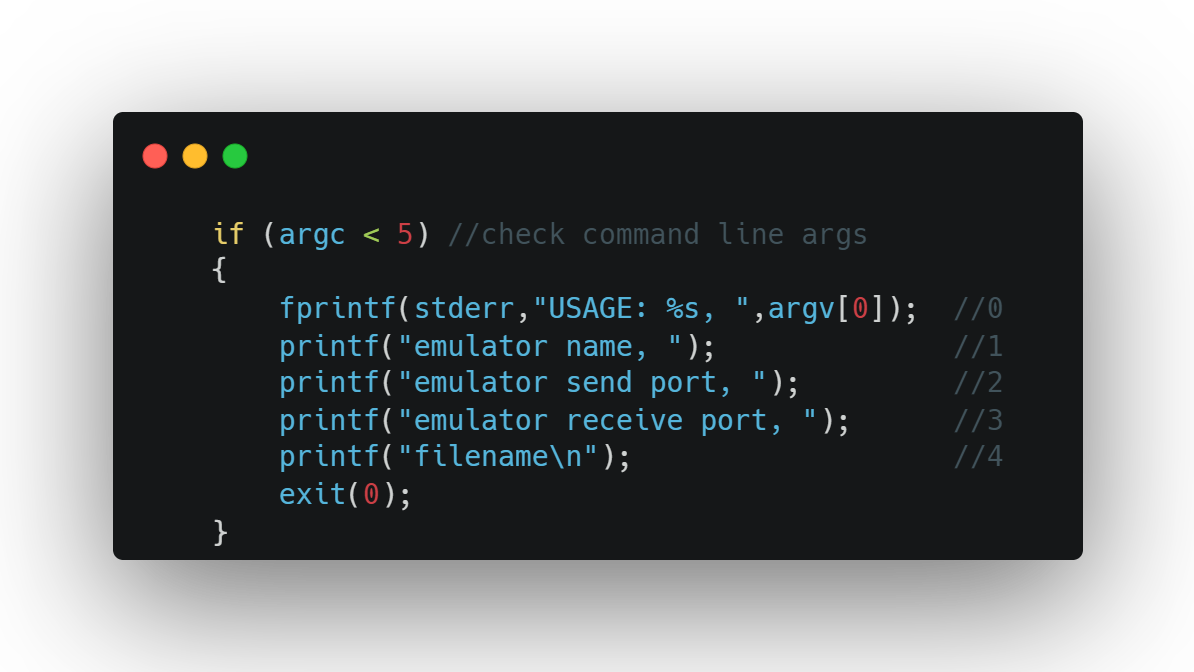 if (argc < 5) //check command line args
{
    fprintf(stderr,"USAGE: %s, ",argv[0]);  //0
    printf("emulator name, ");              //1
    printf("emulator send port, ");         //2
    printf("emulator receive port, ");      //3
    printf("filename\n");                   //4
    exit(0);
}